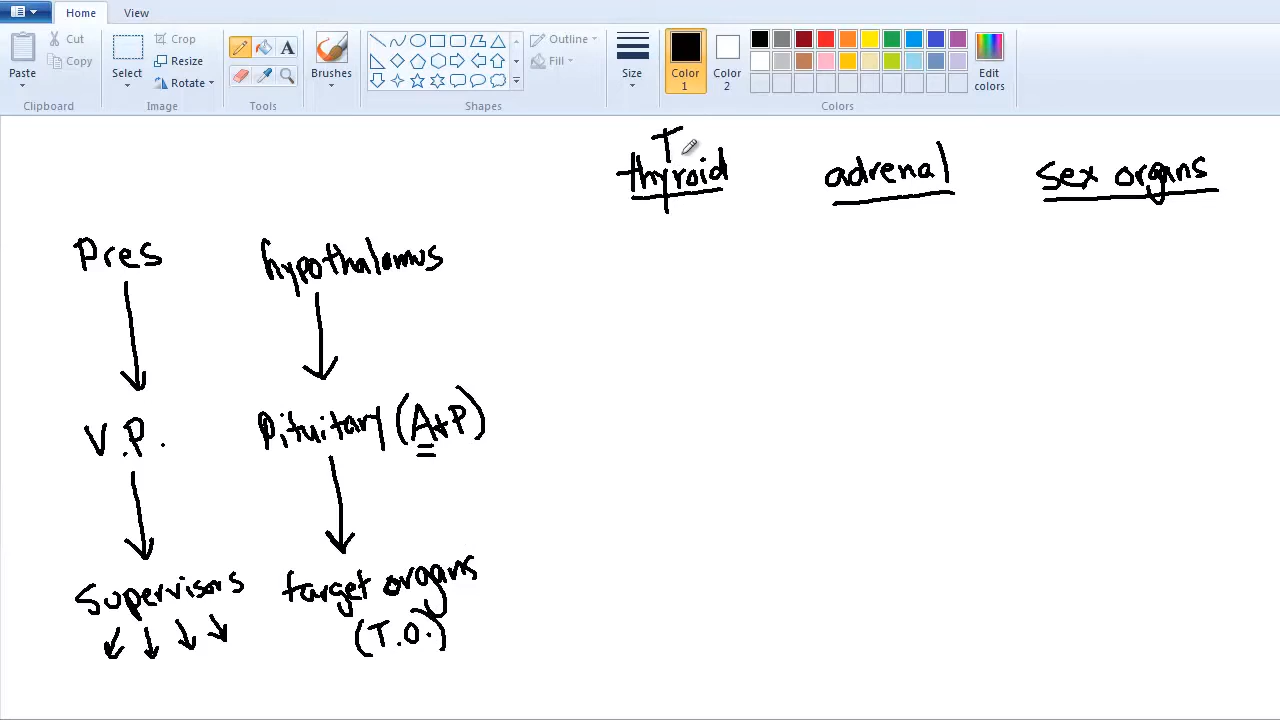 Home View
Cut
Copy
Paste
Clipboard
Crop
Resize
Rotate
Select
Image
A
Tools
Brushes
Outline
Fill
Shapes
Size
Color 1
Color 2
Edit colors
Colors
T
thyroid adrenal sex organs
Pres hypothalamus
V.P. Pituitary (A+P)
Supervisors target organs
(T.O.)